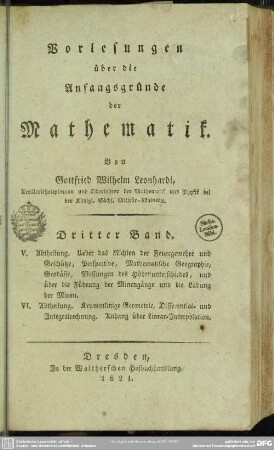 Vorlesungen
über die
Anfangsgründe
der
Mathematik.
Von
Gottfried Wilhelm Leonhardi,
Artilleriehauptmann und Oberlehrer der Mathematik und Physik bei
der Königl. Sächs. Militair-Akademie.
Dritter Band.
V. Abtheilung. Ueber das Richten der Feuergewehre und
Geschütze, Perspective, Mathematische Geographie,
Geodäsie, Messungen des Höhenunterschiedes, und
über die Führung der Minengänge und die Ladung
der Minen.
VI. Abtheilung. Krummlinige Geometrie, Differential- und
Integralrechnung. Anhang über Linear-Interpolation.
Dresden,
In der Waltherschen Hofbuchhandlung.
1821.